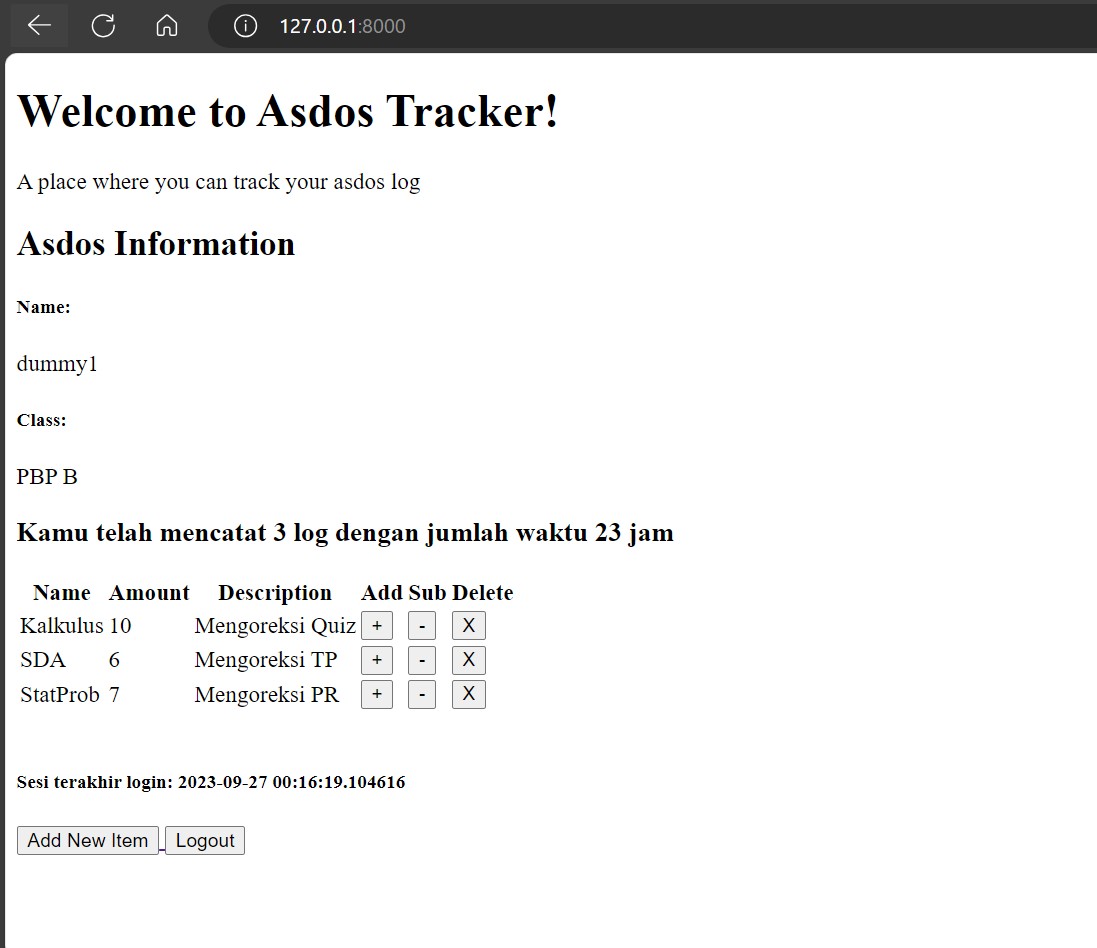 127.0.0.1:8000
Welcome to Asdos Tracker!
A place where you can track your asdos log
Asdos Information
Name:
dummy1
Class:
PBP B
Kamu telah mencatat 3 log dengan jumlah waktu 23 jam
Name Amount Description Add Sub Delete
Kalkulus 10 Mengoreksi Quiz + - X
SDA 6 Mengoreksi TP + - X
StatProb 7 Mengoreksi PR + - X
Sesi terakhir login: 2023-09-27 00:16:19.104616
Add New Item Logout